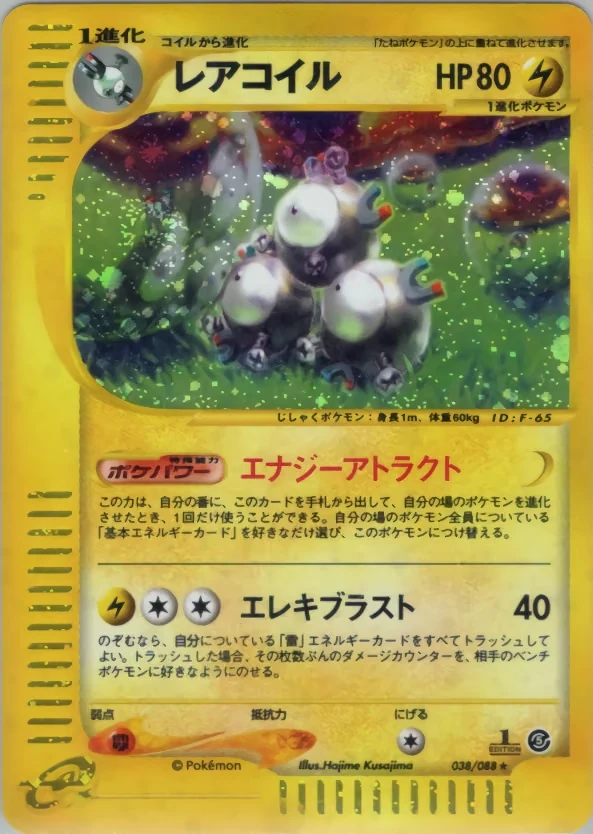 1進化
コイルから進化
「たねポケモン」の上に重ねて進化させます。
レアコイル
HP80
1進化ポケモン
じしゃくポケモン：身長1m、体重60kg ID:F-65
特殊能力
ポケパワー
エナジーアトラクト
この力は、自分の番に、このカードを手札から出して、自分の場のポケモンを進化
させたとき、1回だけ使うことができる。自分の場のポケモン全員についている
「基本エネルギーカード」を好きなだけ選び、このポケモンにつけ替える。
エレキブラスト 40
のぞむなら、自分についている「雷」エネルギーカードをすべてトラッシュして
よい。トラッシュした場合、その枚数ぶんのダメージカウンターを、相手のベンチ
ポケモンに好きなようにのせる。
弱点 抵抗力 にげる
1
EDITION
© Pokémon Illus.Hajime Kusajima 038/088 ★